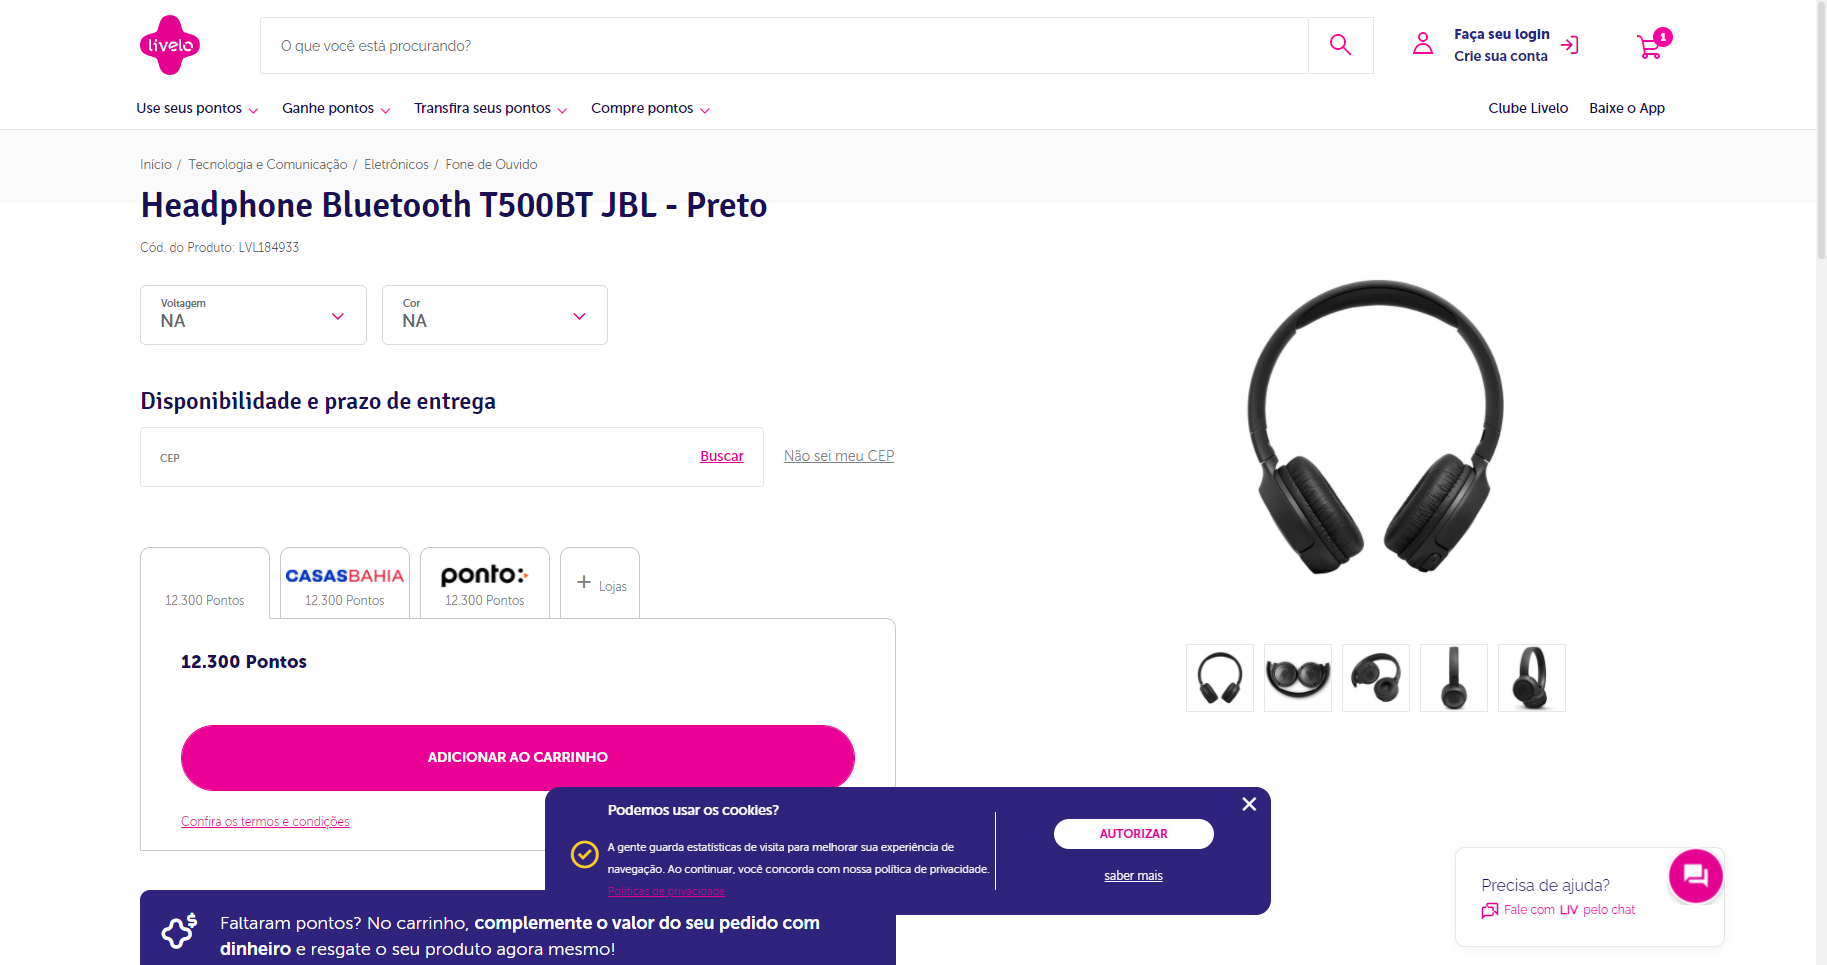 livelo
O que você está procurando?
Faça seu login
Crie sua conta
1
Use seus pontos
Ganhe pontos
Transfira seus pontos
Compre pontos
Clube Livelo
Baixe o App
Início / Tecnologia e Comunicação / Eletrônicos / Fone de Ouvido
Headphone Bluetooth T500BT JBL - Preto
Cód. do Produto: LVL184933
Voltagem
NA
Cor
NA
Disponibilidade e prazo de entrega
CEP
Buscar
Não sei meu CEP
12.300 Pontos
CASASBAHIA
12.300 Pontos
ponto:
12.300 Pontos
+ Lojas
12.300 Pontos
ADICIONAR AO CARRINHO
Confira os termos e condições
Podemos usar os cookies?
A gente guarda estatísticas de visita para melhorar sua experiência de
navegação. Ao continuar, você concorda com nossa política de privacidade.
Políticas de privacidade
AUTORIZAR
saber mais
Faltaram pontos? No carrinho, complemente o valor do seu pedido com
dinheiro e resgate o seu produto agora mesmo!
Precisa de ajuda?
Fale com LIV pelo chat